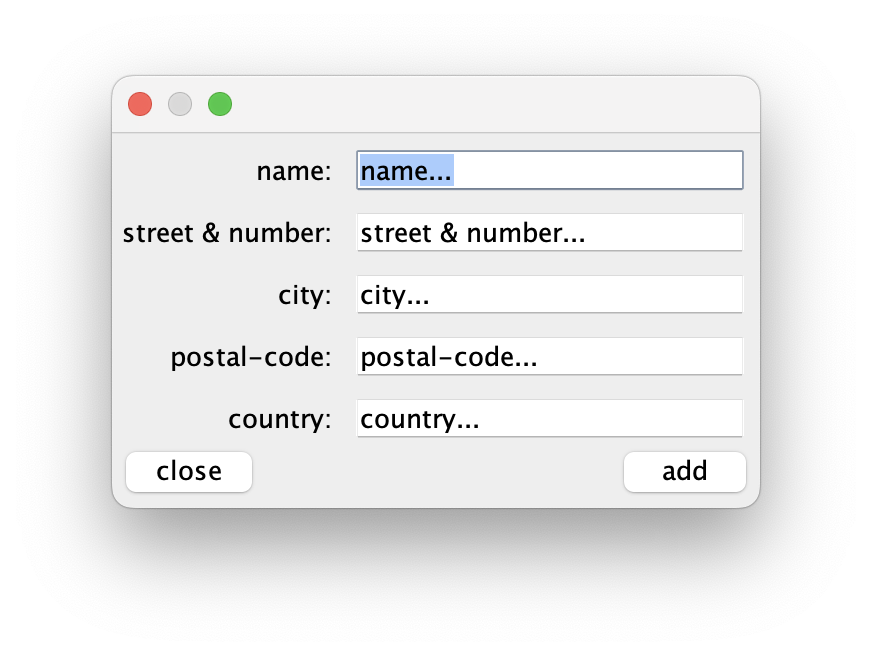 name: name...
street & number: street & number...
city: city...
postal-code: postal-code...
country: country...
close add